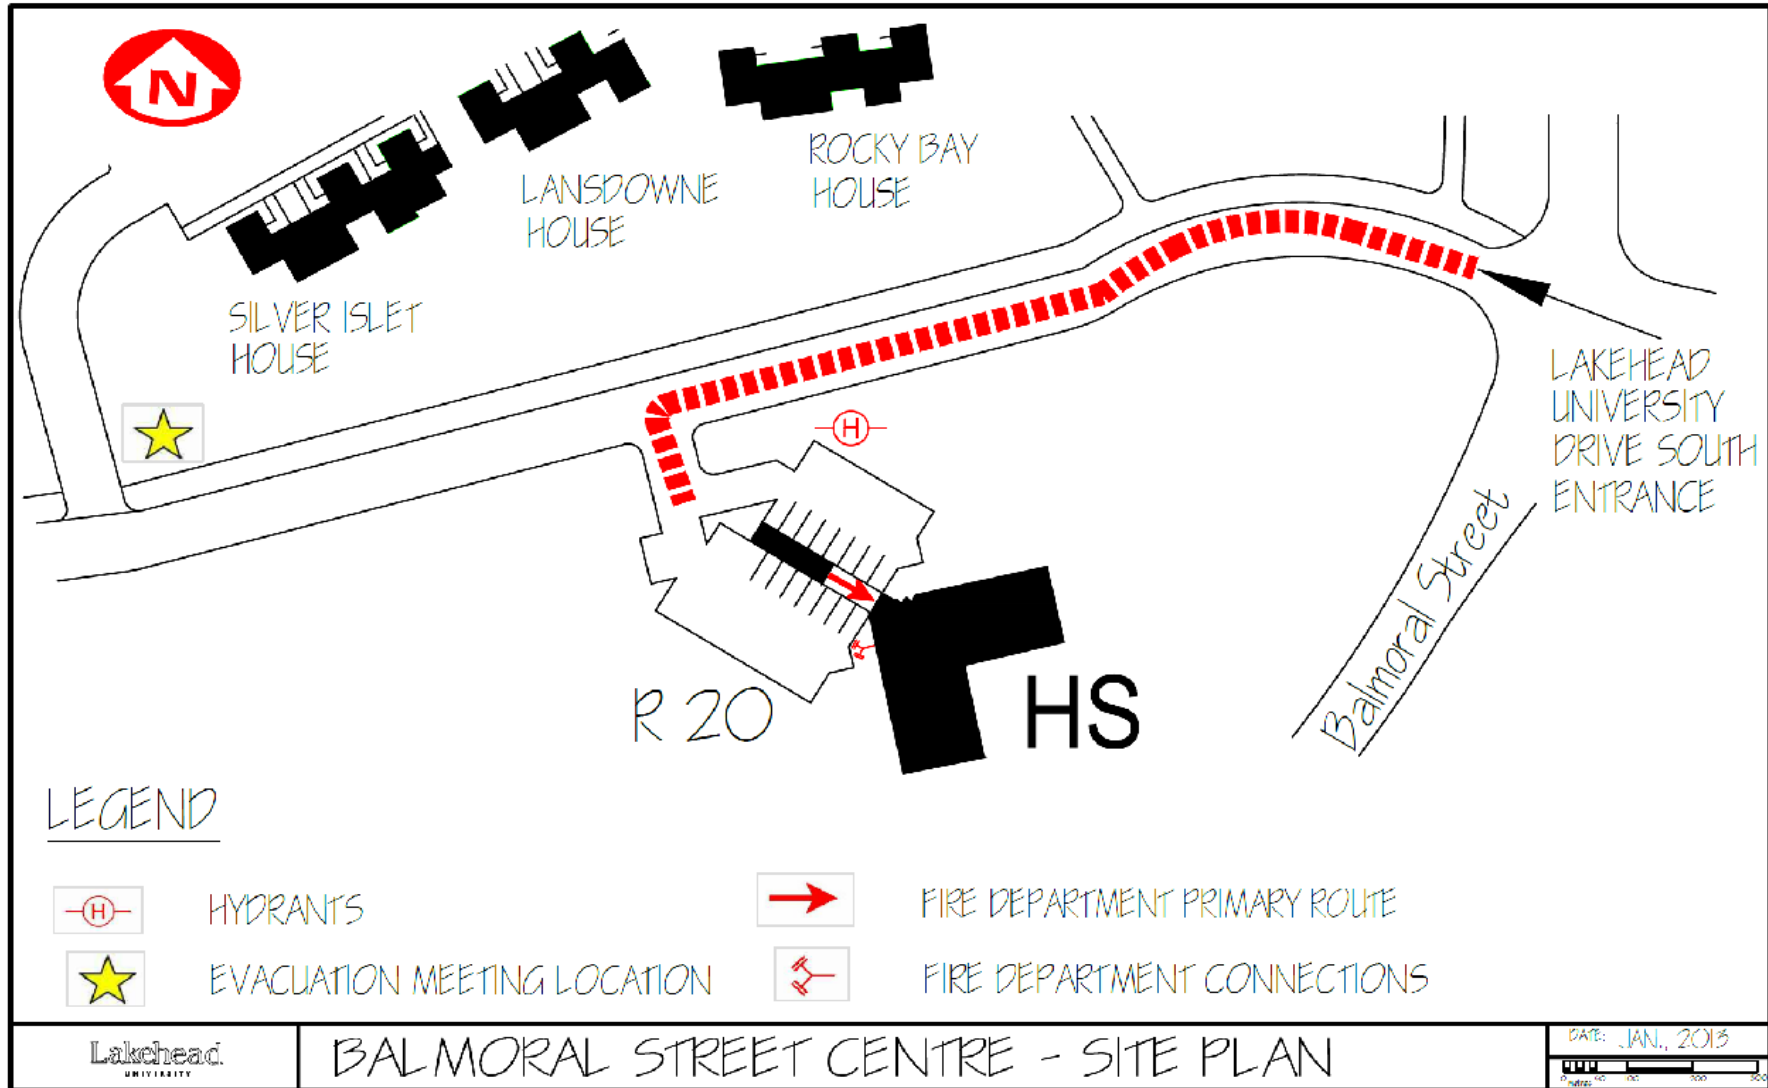 N
ROCKY BAY
HOUSE
LANSDOWNE
HOUSE
SILVER ISLET
HOUSE
LAKEHEAD
UNIVERSITY
DRIVE SOUTH
ENTRANCE
H
Balmoral Street
R 20
HS
LEGEND
H
HYDRANTS
FIRE DEPARTMENT PRIMARY ROUTE
EVACUATION MEETING LOCATION
FIRE DEPARTMENT CONNECTIONS
Lakehead
UNIVERSITY
BALMORAL STREET CENTRE - SITE PLAN
DATE: JAN., 2013
0
200